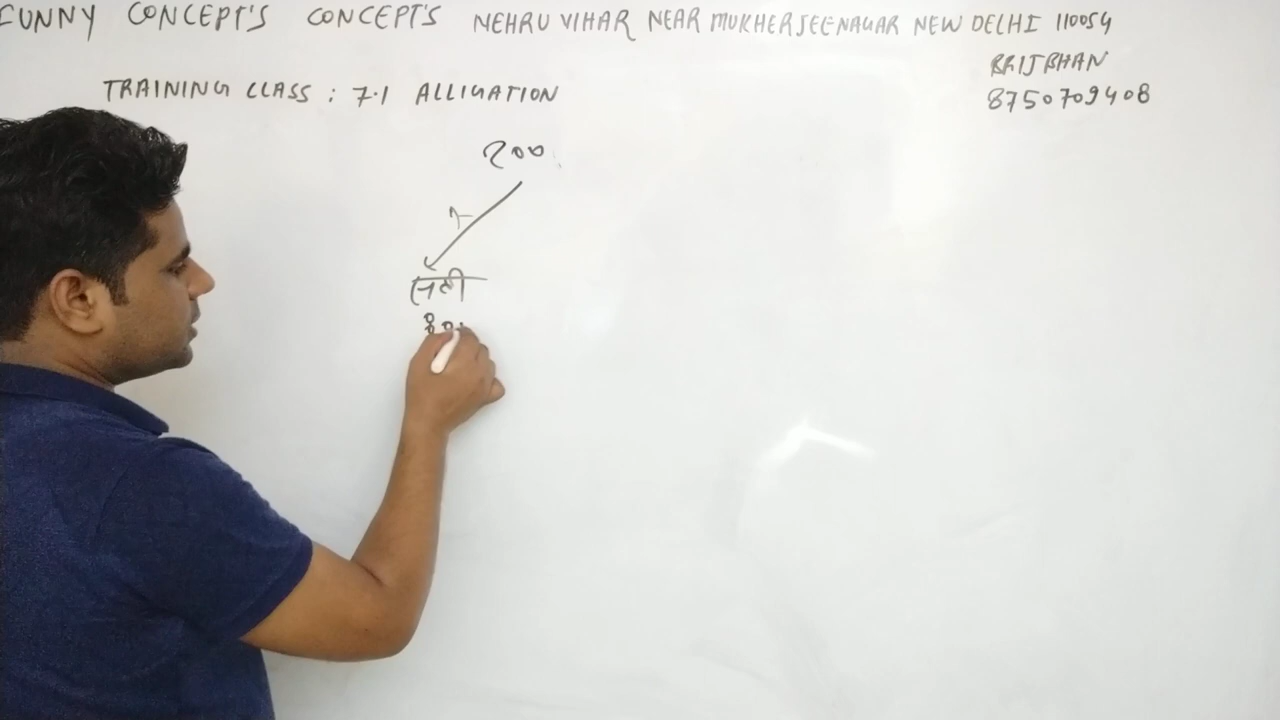 FUNNY CONCEPT'S CONCEPT'S NEHRU VIHAR NEAR MUKHERJEENAGAR NEW DELHI 110054
BRIJBHAN
8750709408
TRAINING CLASS : 7.1 ALLIGATION
200